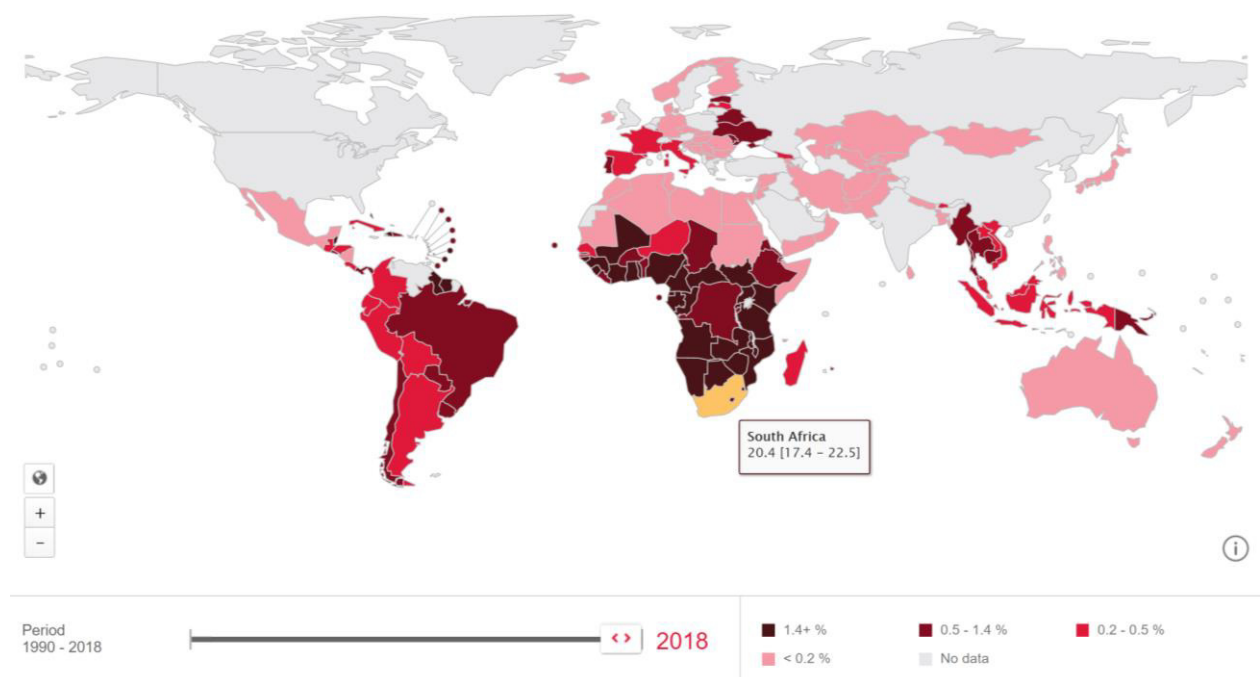 South Africa
20.4 [17.4 – 22.5]
+
−
i
Period
1990 - 2018
< >
2018
1.4+ %
0.5 - 1.4 %
0.2 - 0.5 %
< 0.2 %
No data